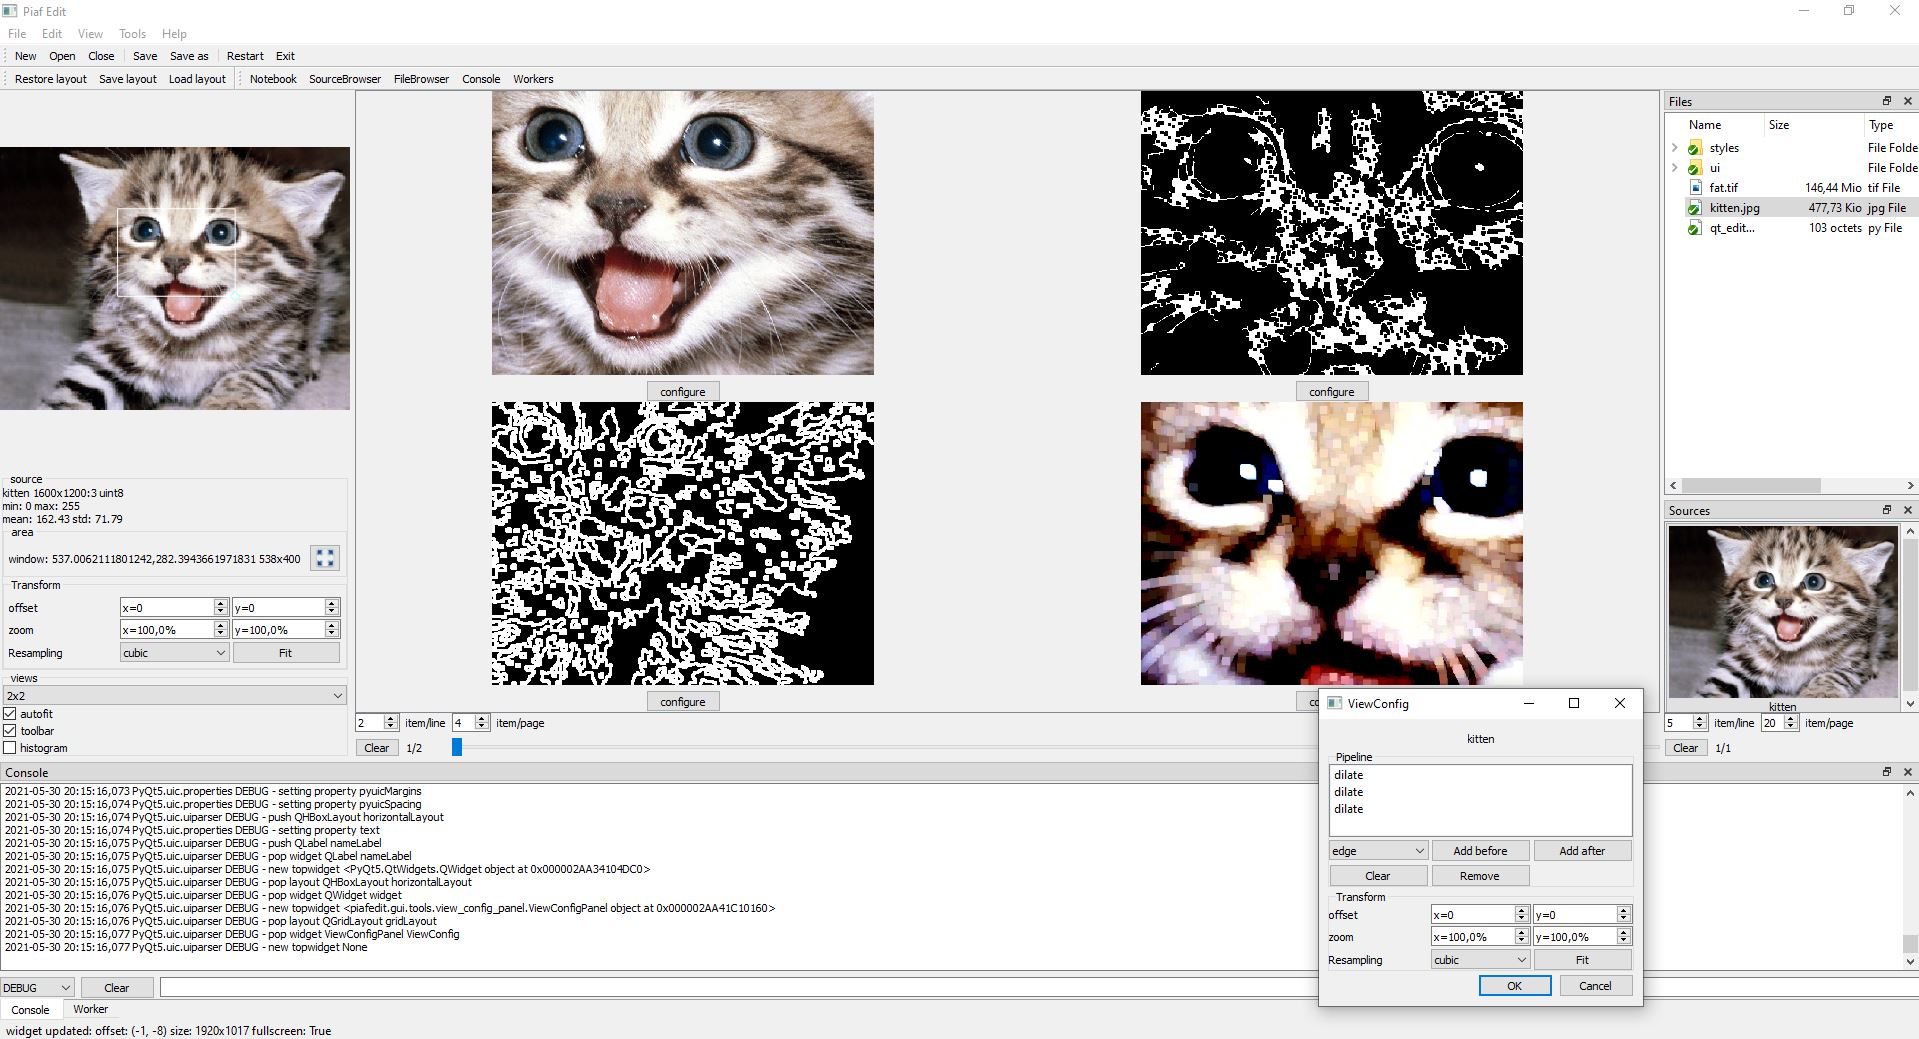 Piaf Edit
File Edit View Tools Help
New Open Close Save Save as Restart Exit
Restore layout Save layout Load layout Notebook SourceBrowser FileBrowser Console Workers
source
kitten 1600x1200:3 uint8
min: 0 max: 255
mean: 162.43 std: 71.79
area
window: 537.0062111801242,282.3943661971831 538x400
Transform
offset x=0 y=0
zoom x=100,0% y=100,0%
Resampling cubic Fit
views
2x2
autofit
toolbar
histogram
configure
configure
configure
co
2 item/line 4 item/page
Clear 1/2
Files
Name Size Type
styles File Folde
ui File Folde
fat.tif 146,44 Mio tif File
kitten.jpg 477,73 Kio jpg File
qt_edit... 103 octets py File
Sources
kitten
5 item/line 20 item/page
Clear 1/1
Console
2021-05-30 20:15:16,073 PyQt5.uic.properties DEBUG - setting property pyuicMargins
2021-05-30 20:15:16,074 PyQt5.uic.properties DEBUG - setting property pyuicSpacing
2021-05-30 20:15:16,074 PyQt5.uic.uiparser DEBUG - push QHBoxLayout horizontalLayout
2021-05-30 20:15:16,074 PyQt5.uic.properties DEBUG - setting property text
2021-05-30 20:15:16,075 PyQt5.uic.uiparser DEBUG - push QLabel nameLabel
2021-05-30 20:15:16,075 PyQt5.uic.uiparser DEBUG - pop widget QLabel nameLabel
2021-05-30 20:15:16,075 PyQt5.uic.uiparser DEBUG - new topwidget <PyQt5.QtWidgets.QWidget object at 0x000002AA34104DC0>
2021-05-30 20:15:16,075 PyQt5.uic.uiparser DEBUG - pop layout QHBoxLayout horizontalLayout
2021-05-30 20:15:16,076 PyQt5.uic.uiparser DEBUG - pop widget QWidget widget
2021-05-30 20:15:16,076 PyQt5.uic.uiparser DEBUG - new topwidget <piafedit.gui.tools.view_config_panel.ViewConfigPanel object at 0x000002AA41C10160>
2021-05-30 20:15:16,076 PyQt5.uic.uiparser DEBUG - pop layout QGridLayout gridLayout
2021-05-30 20:15:16,077 PyQt5.uic.uiparser DEBUG - pop widget ViewConfigPanel ViewConfig
2021-05-30 20:15:16,077 PyQt5.uic.uiparser DEBUG - new topwidget None
DEBUG Clear
Console Worker
widget updated: offset: (-1, -8) size: 1920x1017 fullscreen: True
ViewConfig
kitten
Pipeline
dilate
dilate
dilate
edge Add before Add after
Clear Remove
Transform
offset x=0 y=0
zoom x=100,0% y=100,0%
Resampling cubic Fit
OK Cancel